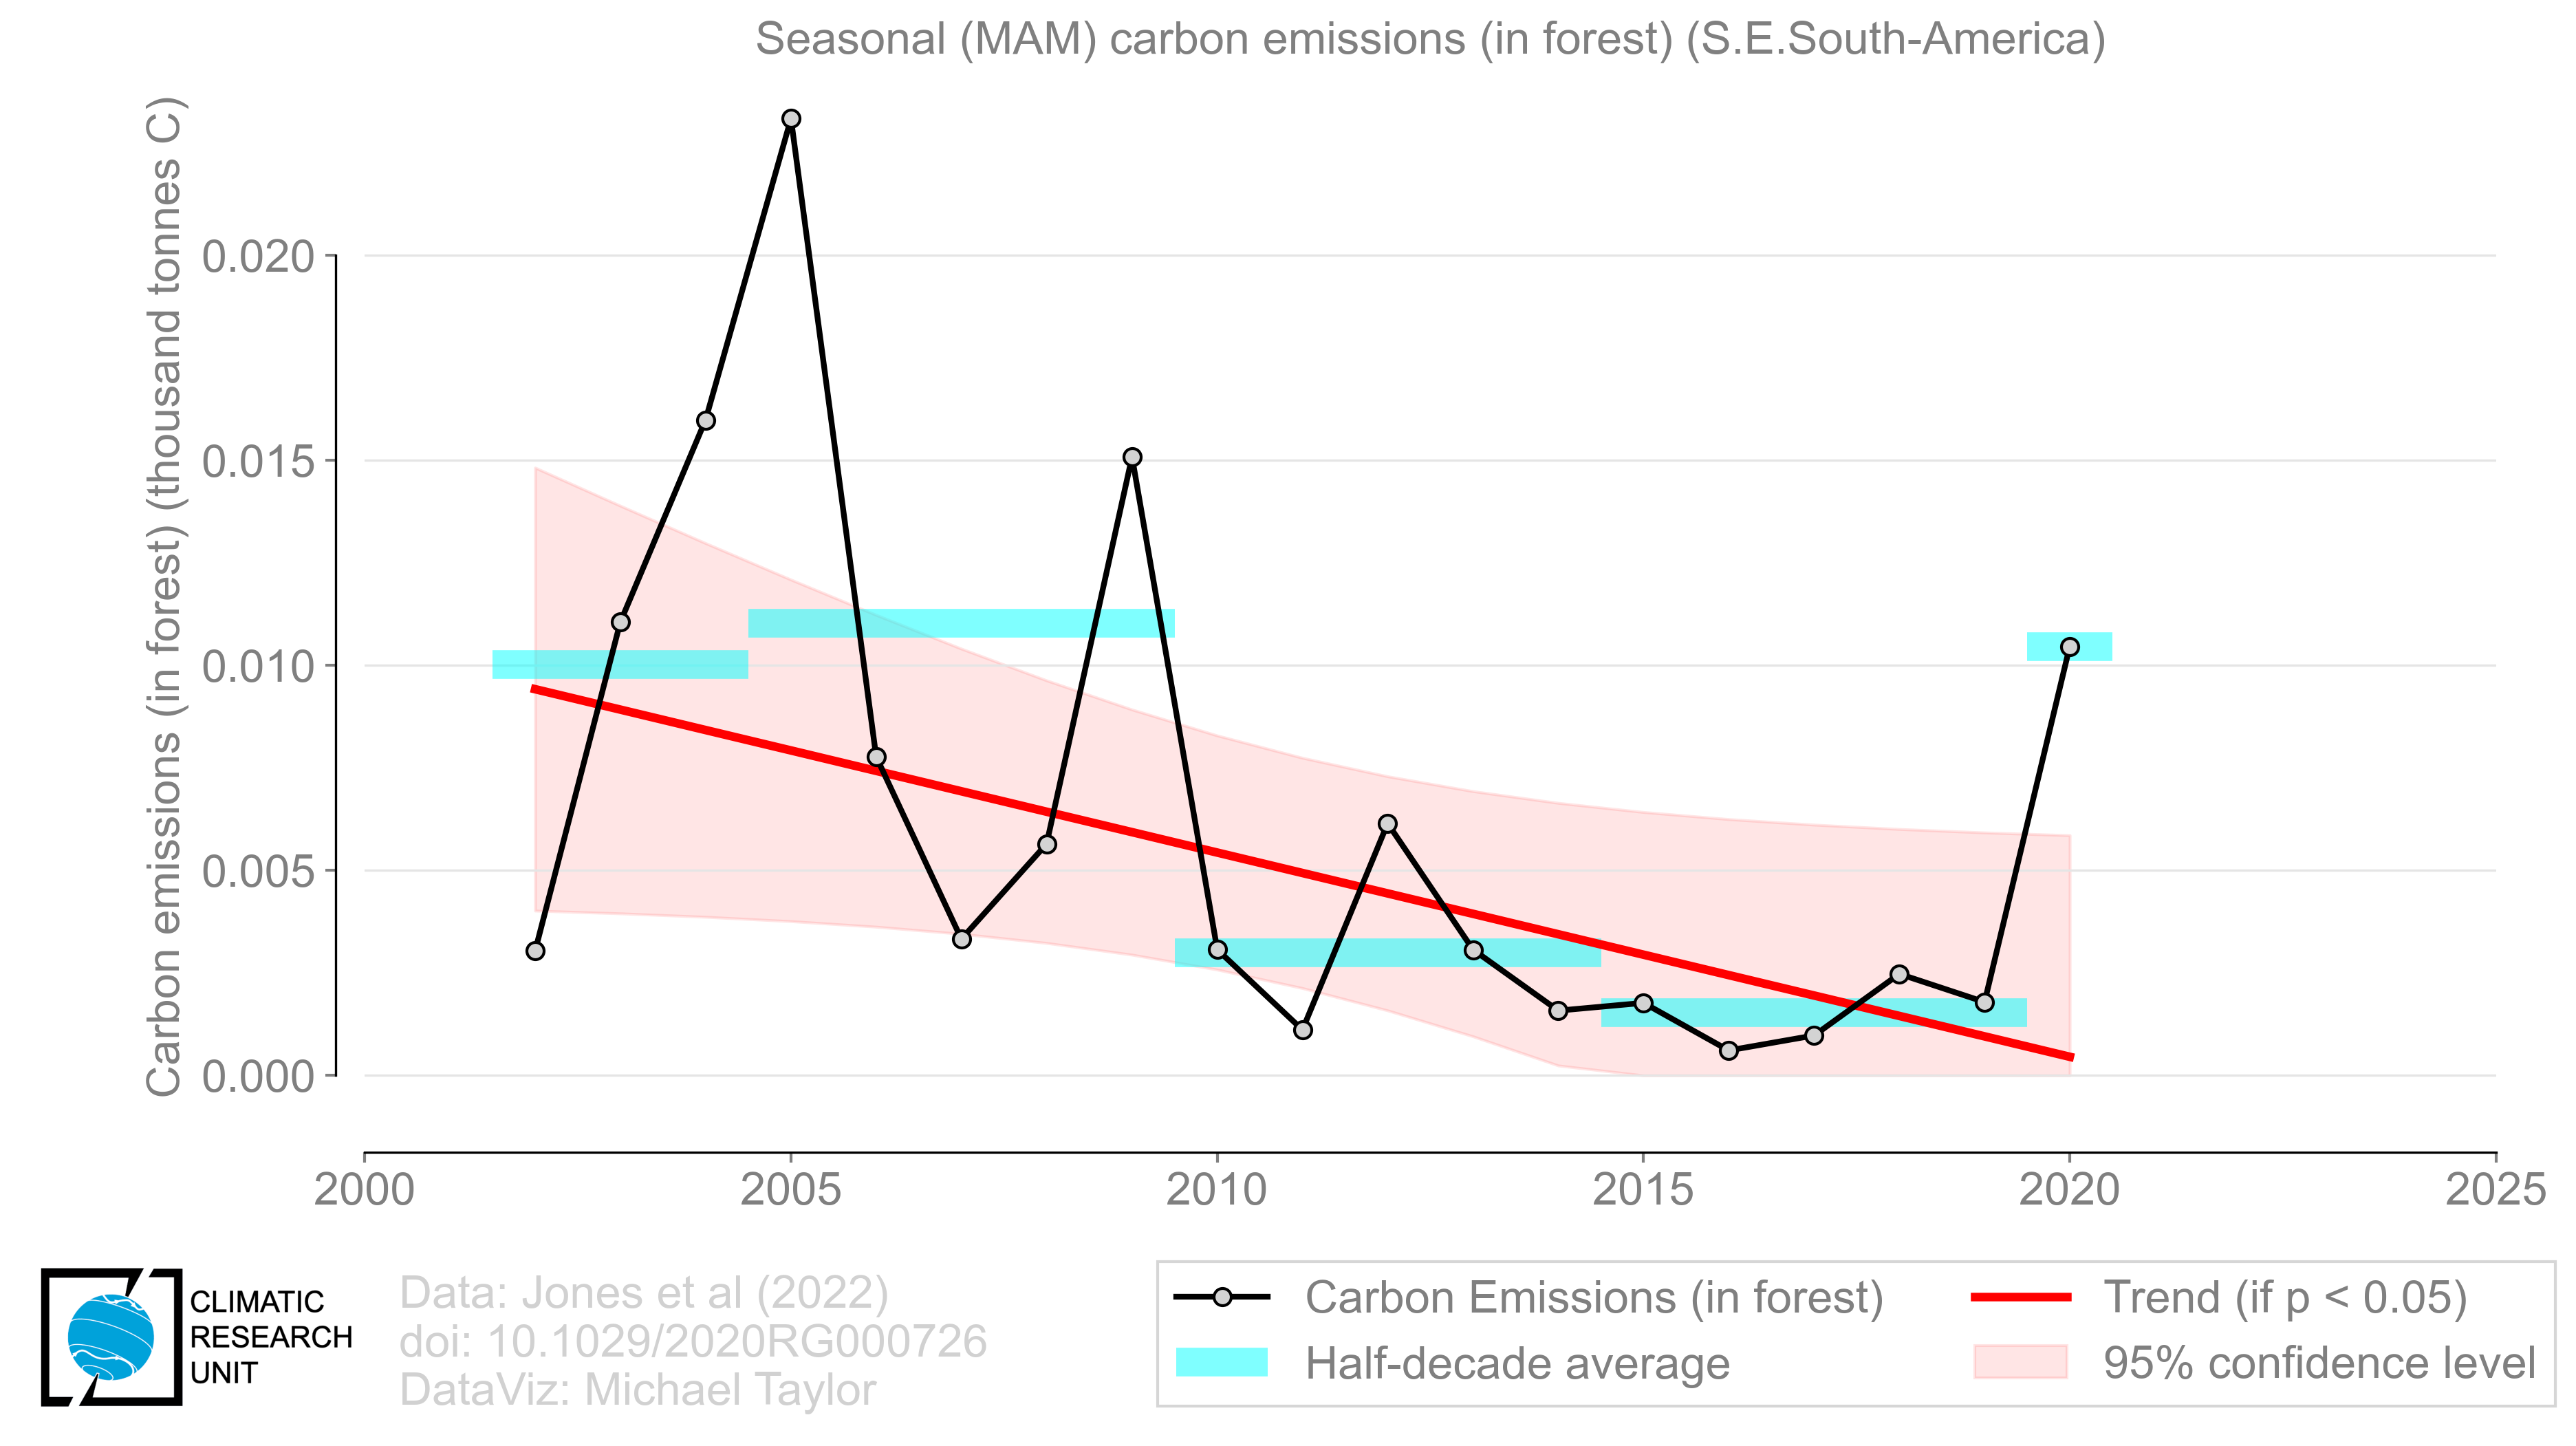 Seasonal (MAM) carbon emissions (in forest) (S.E.South-America)
Carbon emissions (in forest) (thousand tonnes C)
0.020
0.015
0.010
0.005
0.000
2000
2005
2010
2015
2020
2025
CLIMATIC
RESEARCH
UNIT
Data: Jones et al (2022)
doi: 10.1029/2020RG000726
DataViz: Michael Taylor
Carbon Emissions (in forest)
Half-decade average
Trend (if p < 0.05)
95% confidence level